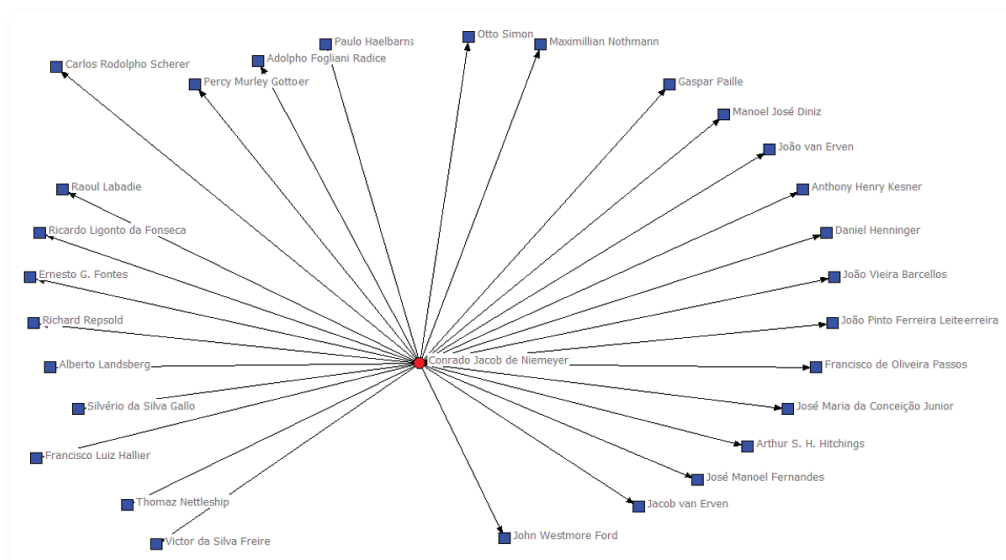 Otto Simon
Paulo Haelbarns
Maximillian Nothmann
Adolpho Fogliani Radice
Carlos Rodolpho Scherer
Percy Murley Gottoer
Gaspar Paille
Manoel José Diniz
João van Erven
Raoul Labadie
Anthony Henry Kesner
Ricardo Ligonto da Fonseca
Daniel Henninger
Ernesto G. Fontes
João Vieira Barcellos
Richard Repsold
João Pinto Ferreira Leiteerreira
Conrado Jacob de Niemeyer
Alberto Landsberg
Francisco de Oliveira Passos
Silvério da Silva Gallo
José Maria da Conceição Junior
Arthur S. H. Hitchings
Francisco Luiz Hallier
José Manoel Fernandes
Thomaz Nettleship
Jacob van Erven
John Westmore Ford
Victor da Silva Freire